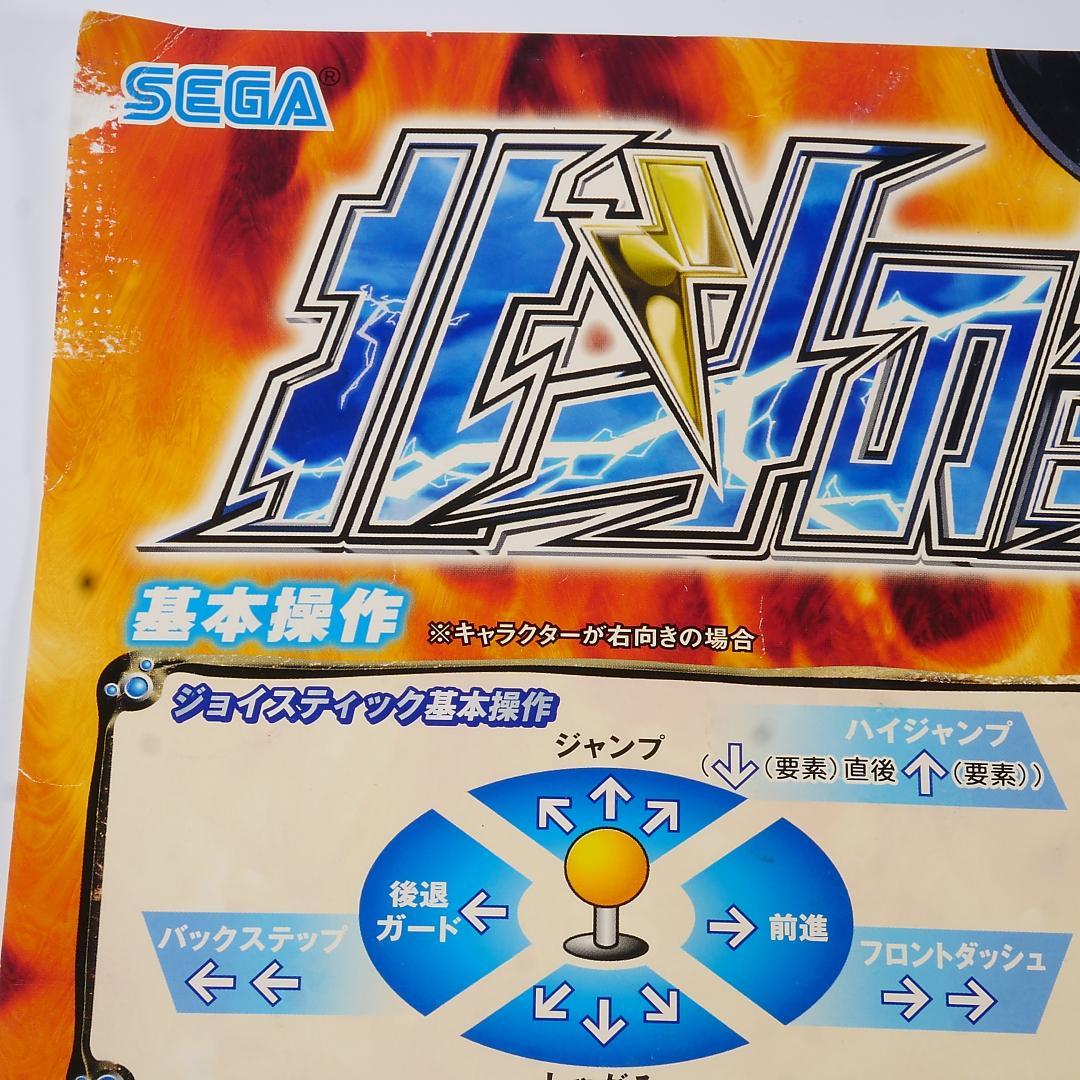 SEGA®
北斗の
基本操作
※キャラクターが右向きの場合
ジョイスティック基本操作
ジャンプ
ハイジャンプ
(↓(要素)直後↑(要素))
後退
ガード←
→前進
バックステップ
←←
フロントダッシュ
→→